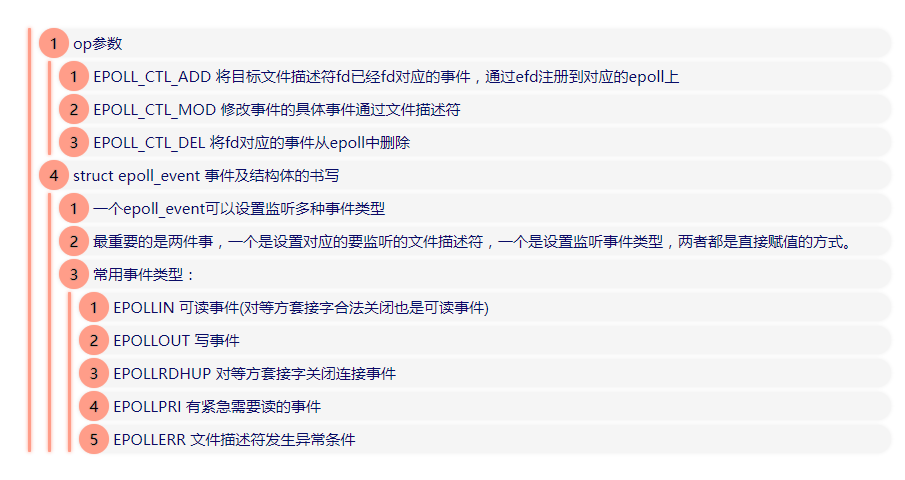 1 op参数
1 EPOLL_CTL_ADD 将目标文件描述符fd已经fd对应的事件，通过efd注册到对应的epoll上
2 EPOLL_CTL_MOD 修改事件的具体事件通过文件描述符
3 EPOLL_CTL_DEL 将fd对应的事件从epoll中删除
4 struct epoll_event 事件及结构体的书写
1 一个epoll_event可以设置监听多种事件类型
2 最重要的是两件事，一个是设置对应的要监听的文件描述符，一个是设置监听事件类型，两者都是直接赋值的方式。
3 常用事件类型：
1 EPOLLIN 可读事件(对等方套接字合法关闭也是可读事件)
2 EPOLLOUT 写事件
3 EPOLLRDHUP 对等方套接字关闭连接事件
4 EPOLLPRI 有紧急需要读的事件
5 EPOLLERR 文件描述符发生异常条件